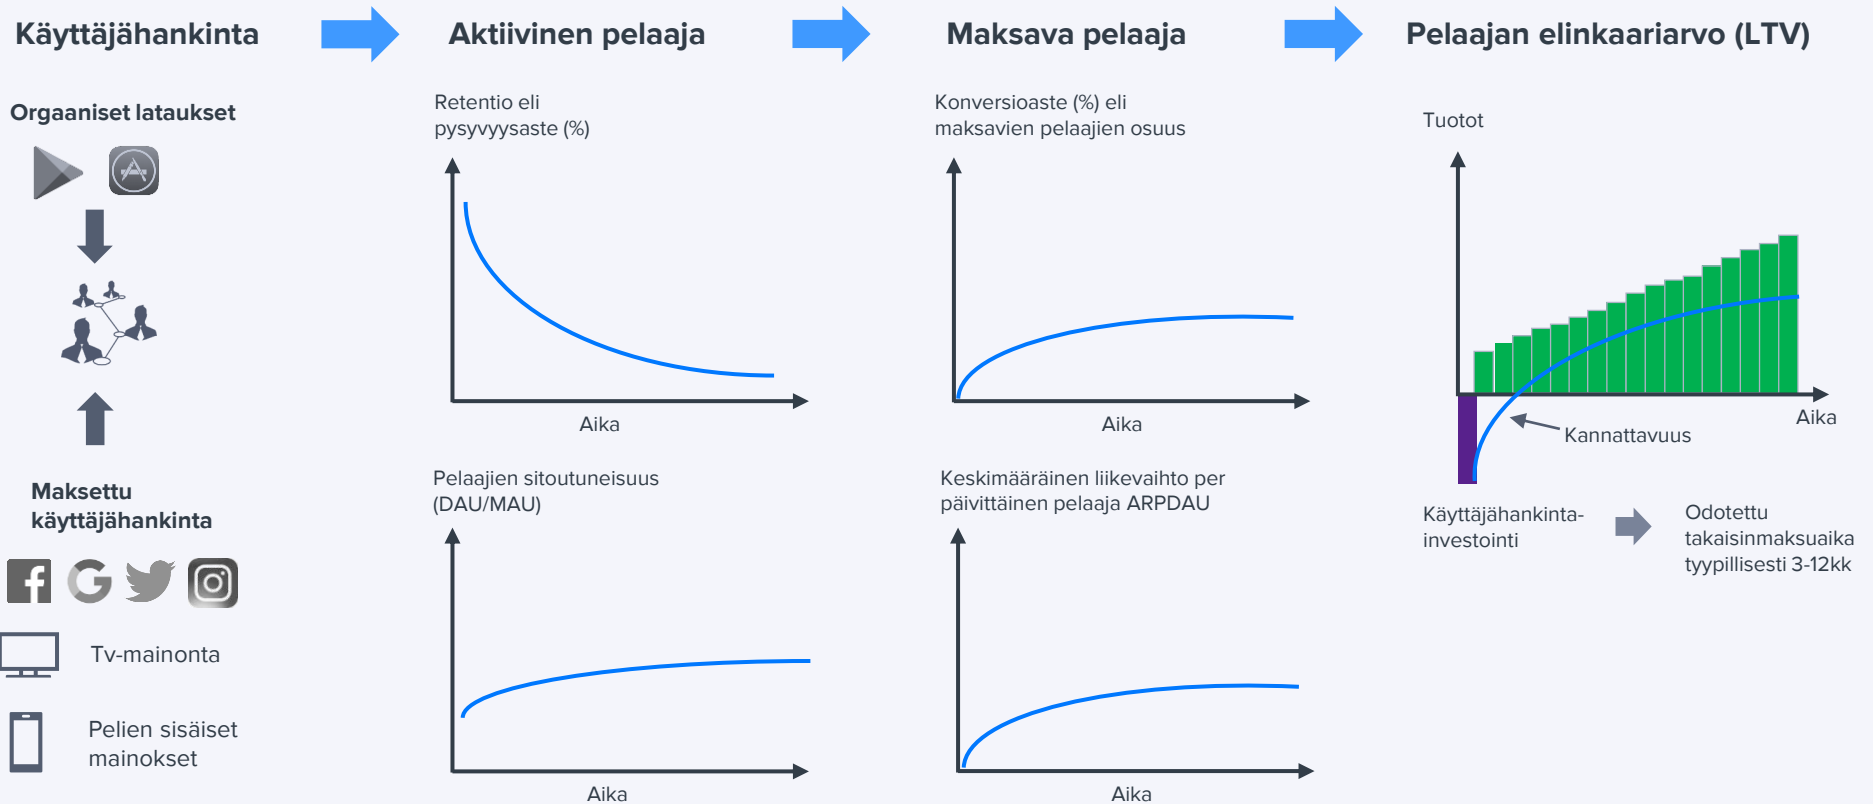 Käyttäjähankinta
Aktiivinen pelaaja
Maksava pelaaja
Pelaajan elinkaariarvo (LTV)
Orgaaniset lataukset
Maksettu
käyttäjähankinta
Tv-mainonta
Pelien sisäiset
mainokset
Retentio eli
pysyvyysaste (%)
Aika
Pelaajien sitoutuneisuus
(DAU/MAU)
Aika
Konversioaste (%) eli
maksavien pelaajien osuus
Aika
Keskimääräinen liikevaihto per
päivittäinen pelaaja ARPDAU
Aika
Tuotot
Aika
Kannattavuus
Käyttäjähankinta-
investointi
Odotettu
takaisinmaksuaika
tyypillisesti 3-12kk